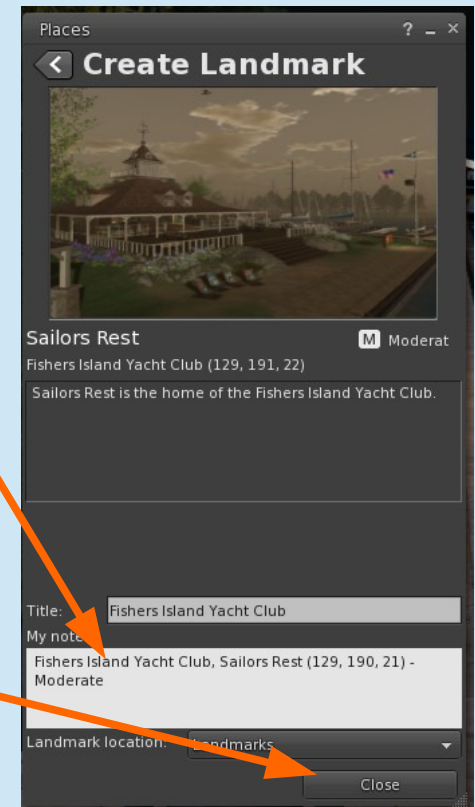 Places ? _ ×
< Create Landmark
Sailors Rest M Moderat
Fishers Island Yacht Club (129, 191, 22)
Sailors Rest is the home of the Fishers Island Yacht Club.
Title: Fishers Island Yacht Club
My note
Fishers Island Yacht Club, Sailors Rest (129, 190, 21) -
Moderate
Landmark location: Landmarks
Close